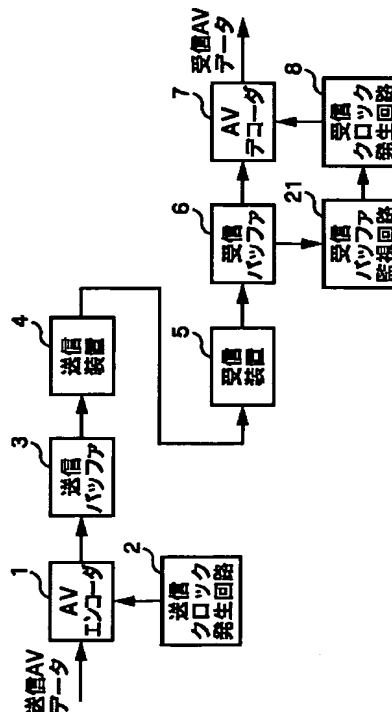 送信AV
データ
1
AV
エンコーダ
2
送信
クロック
発生回路
3
送信
バッファ
4
送信
装置
5
受信
装置
6
受信
バッファ
7
AV
デコーダ
受信AV
データ
21
受信
バッファ
監視回路
8
受信
クロック
発生回路